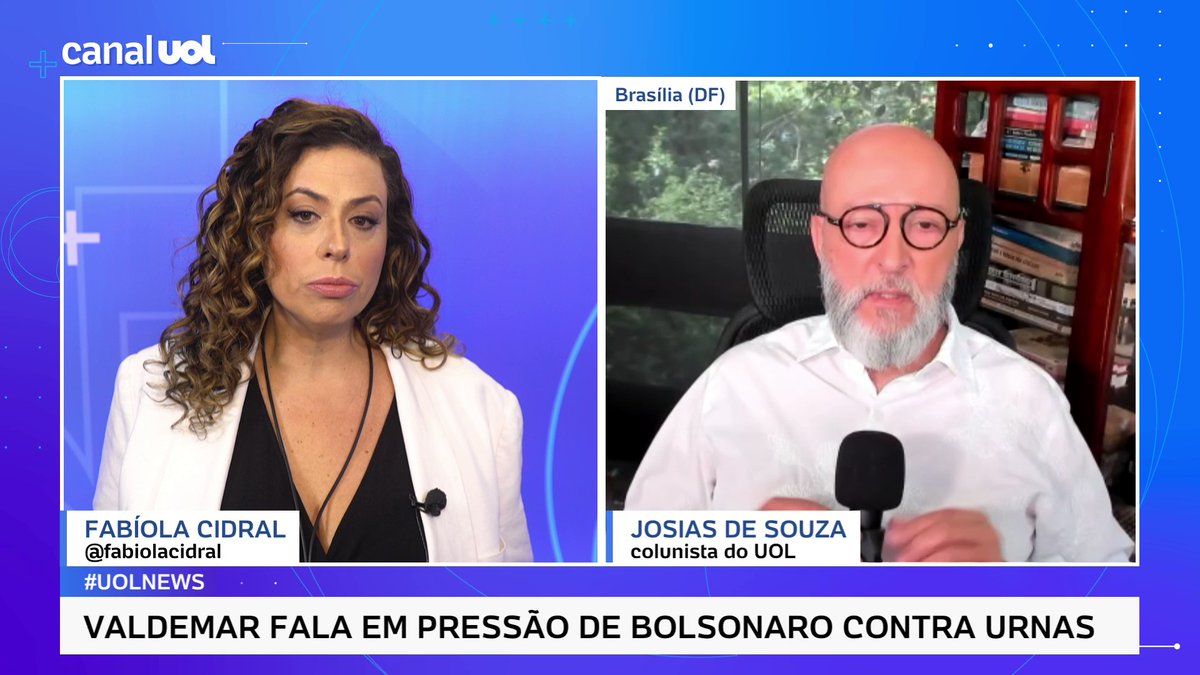 canal uol
Brasília (DF)
FABÍOLA CIDRAL
@fabiolacidral
JOSIAS DE SOUZA
colunista do UOL
#UOLNEWS
VALDEMAR FALA EM PRESSÃO DE BOLSONARO CONTRA URNAS